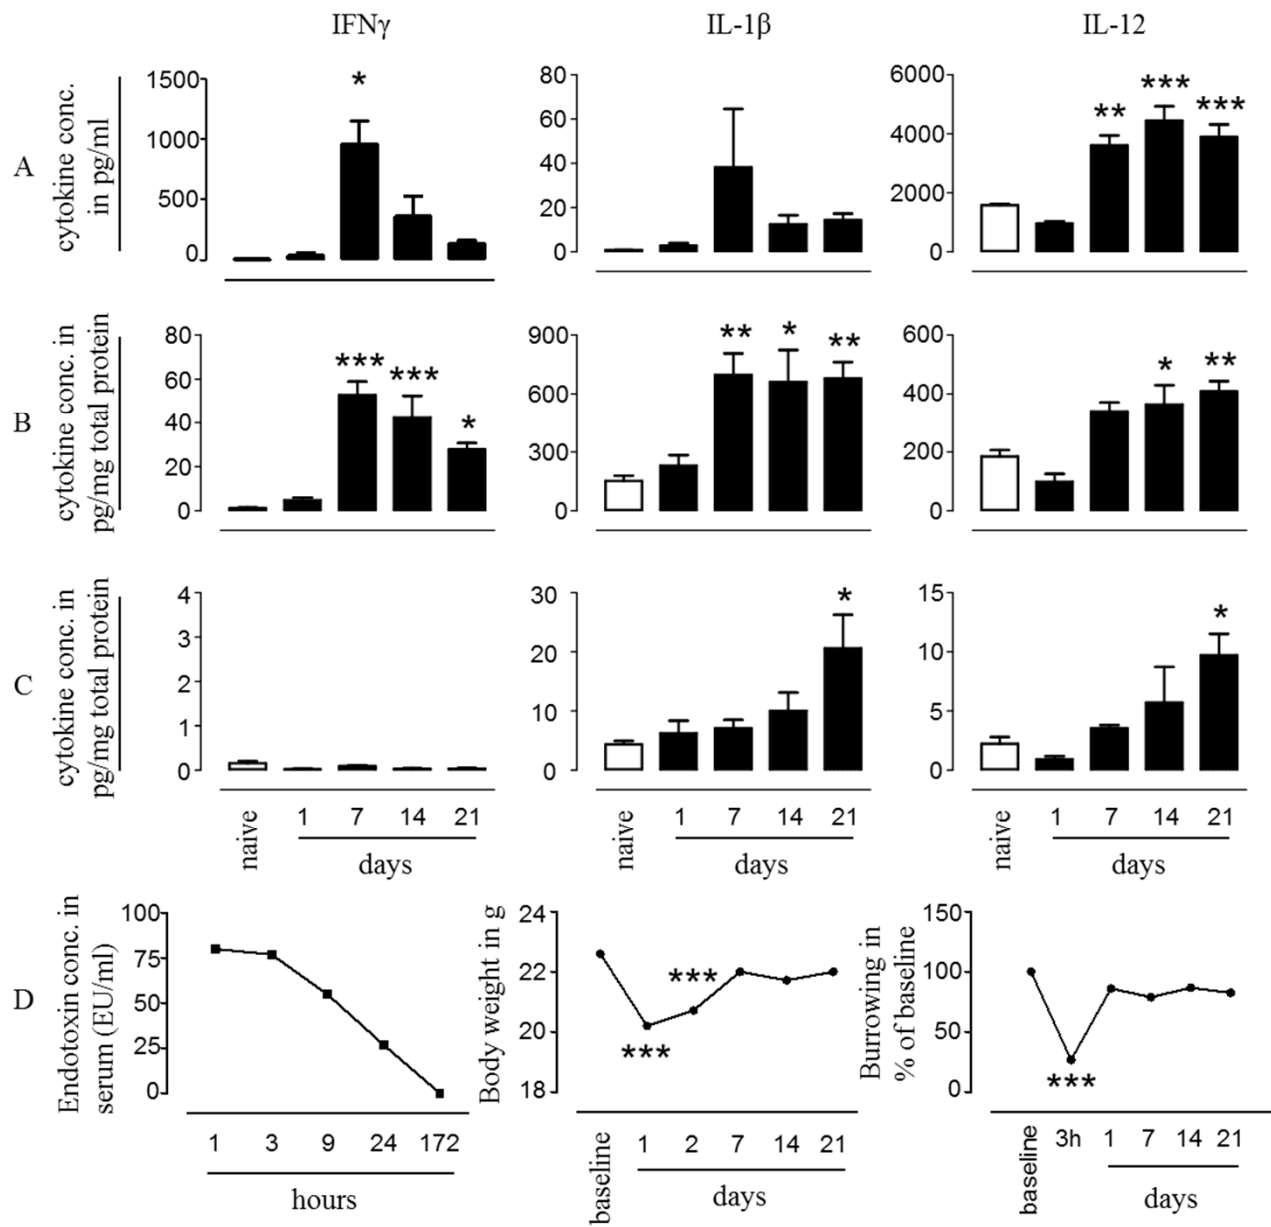 IFNγ IL-1β IL-12
A
cytokine conc.
in pg/ml
1500
1000
500
0
*
80
60
40
20
0
6000
4000
2000
0
** *** ***
B
cytokine conc. in
pg/mg total protein
80
60
40
20
0
*** *** *
900
600
300
0
** * **
600
400
200
0
* **
C
cytokine conc. in
pg/mg total protein
4
3
2
1
0
30
20
10
0
*
15
10
5
0
*
naive 1 7 14 21
days
naive 1 7 14 21
days
naive 1 7 14 21
days
D
Endotoxin conc. in
serum (EU/ml)
100
75
50
25
0
1 3 9 24 172
hours
Body weight in g
24
22
20
18
***
***
baseline 1 2 7 14 21
days
Burrowing in
% of baseline
150
100
50
0
***
baseline 3h 1 7 14 21
days